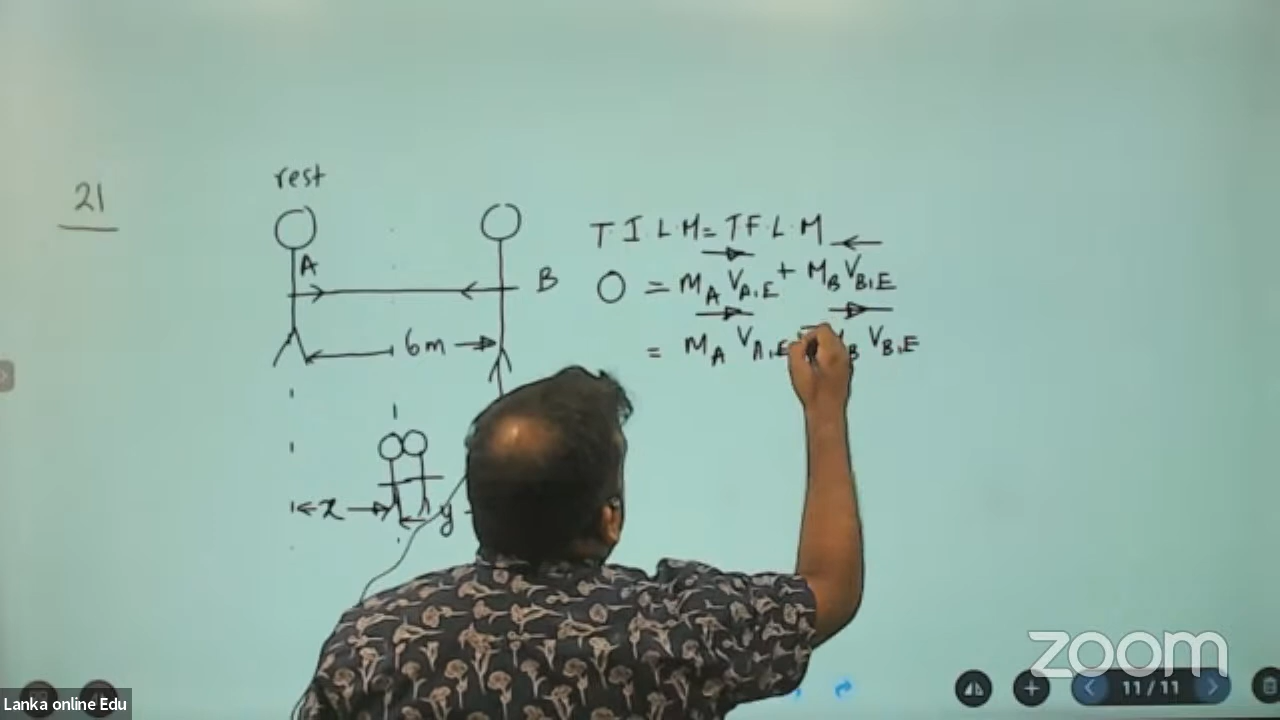 21
rest
A
B
6m
x
y
T I L M = T F L M
O = M_A V_A,E + M_B V_B,E
= M_A V_A,E V_B,E
zoom
11/11
Lanka online Edu